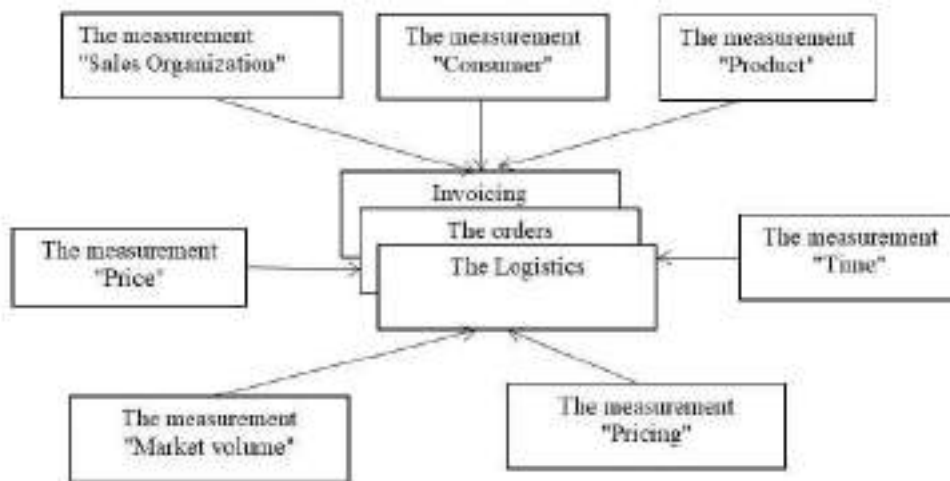 The measurement
"Sales Organization"
The measurement
"Consumer"
The measurement
"Product"
Invoicing
The orders
The Logistics
The measurement
"Price"
The measurement
"Time"
The measurement
"Market volume"
The measurement
"Pricing"